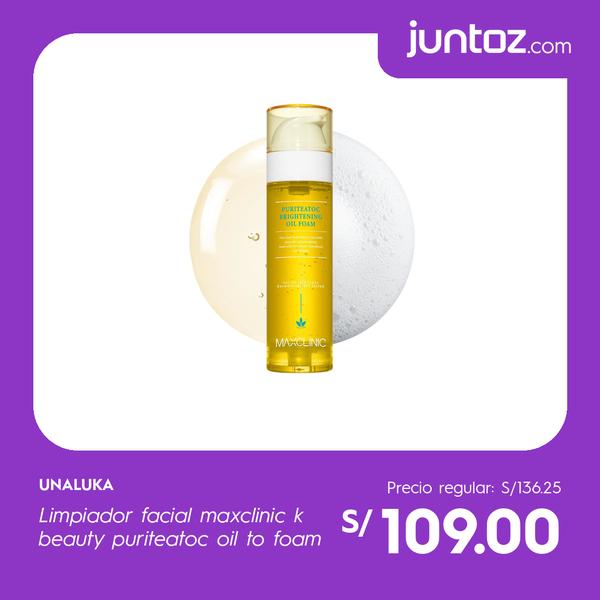 juntoz.com
PURITEATOC
BRIGHTENING
OIL FOAM
MAXCLINIC
UNALUKA
Limpiador facial maxclinic k
beauty puriteatoc oil to foam
Precio regular: S/136.25
S/109.00